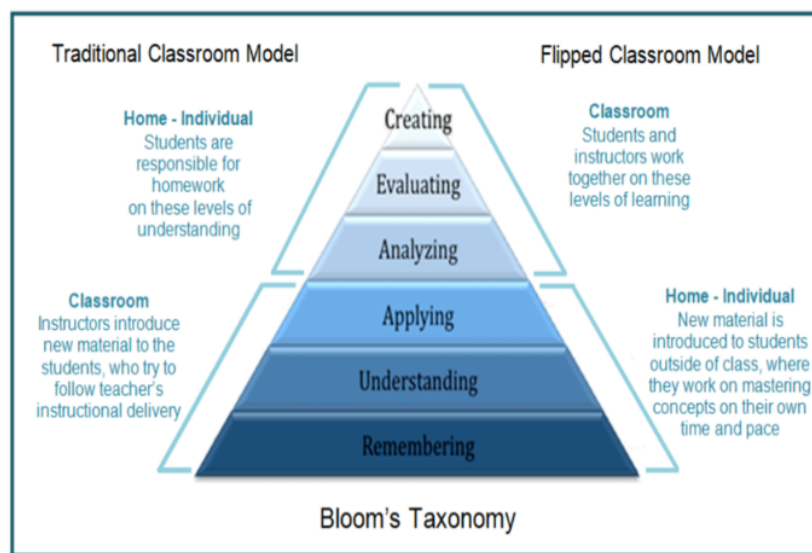 Traditional Classroom Model
Flipped Classroom Model
Home - Individual
Students are
responsible for
homework
on these levels of
understanding
Classroom
Instructors introduce
new material to the
students, who try to
follow teacher's
instructional delivery
Creating
Evaluating
Analyzing
Applying
Understanding
Remembering
Classroom
Students and
instructors work
together on these
levels of learning
Home - Individual
New material is
introduced to students
outside of class, where
they work on mastering
concepts on their own
time and pace
Bloom's Taxonomy